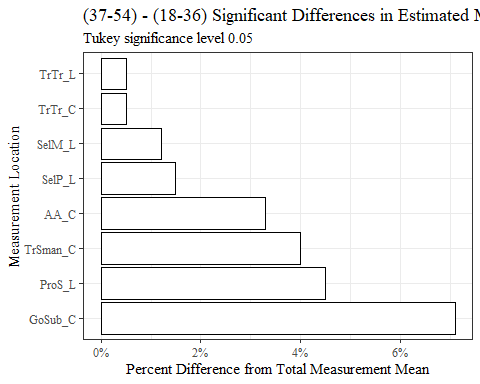 (37-54) - (18-36) Significant Differences in Estimated
Tukey significance level 0.05
TrTr_L
TrTr_C
SelM_L
SelP_L
AA_C
TrSman_C
ProS_L
GoSub_C
Measurement Location
0% 2% 4% 6%
Percent Difference from Total Measurement Mean